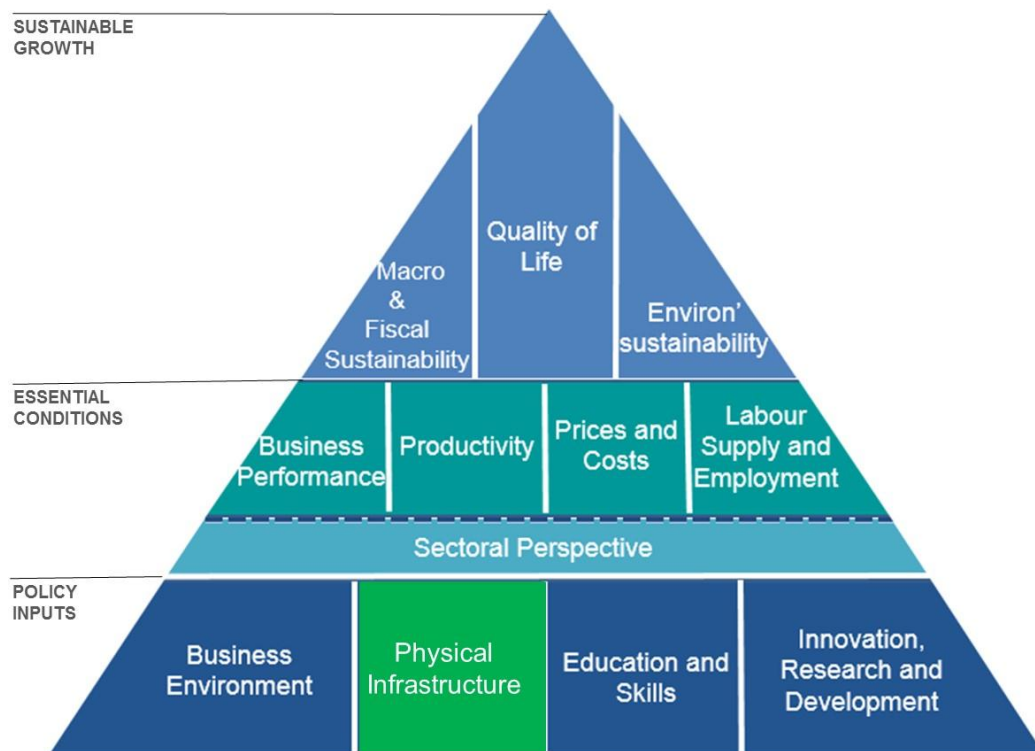 SUSTAINABLE
GROWTH
Quality of
Life
Macro
&
Fiscal
Sustainability
Environ’
sustainability
ESSENTIAL
CONDITIONS
Business
Performance
Productivity
Prices and
Costs
Labour
Supply and
Employment
Sectoral Perspective
POLICY
INPUTS
Business
Environment
Physical
Infrastructure
Education and
Skills
Innovation,
Research and
Development